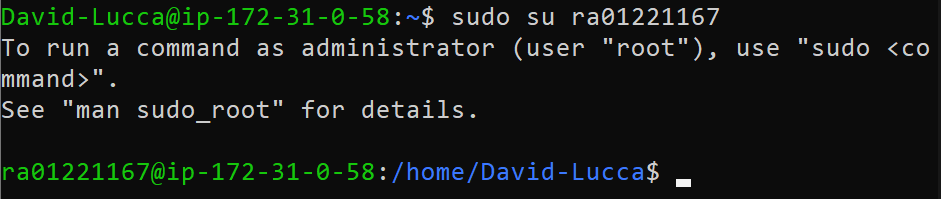 David-Lucca@ip-172-31-0-58:~$ sudo su ra01221167
To run a command as administrator (user "root"), use "sudo <co
mmand>".
See "man sudo_root" for details.
ra01221167@ip-172-31-0-58:/home/David-Lucca$